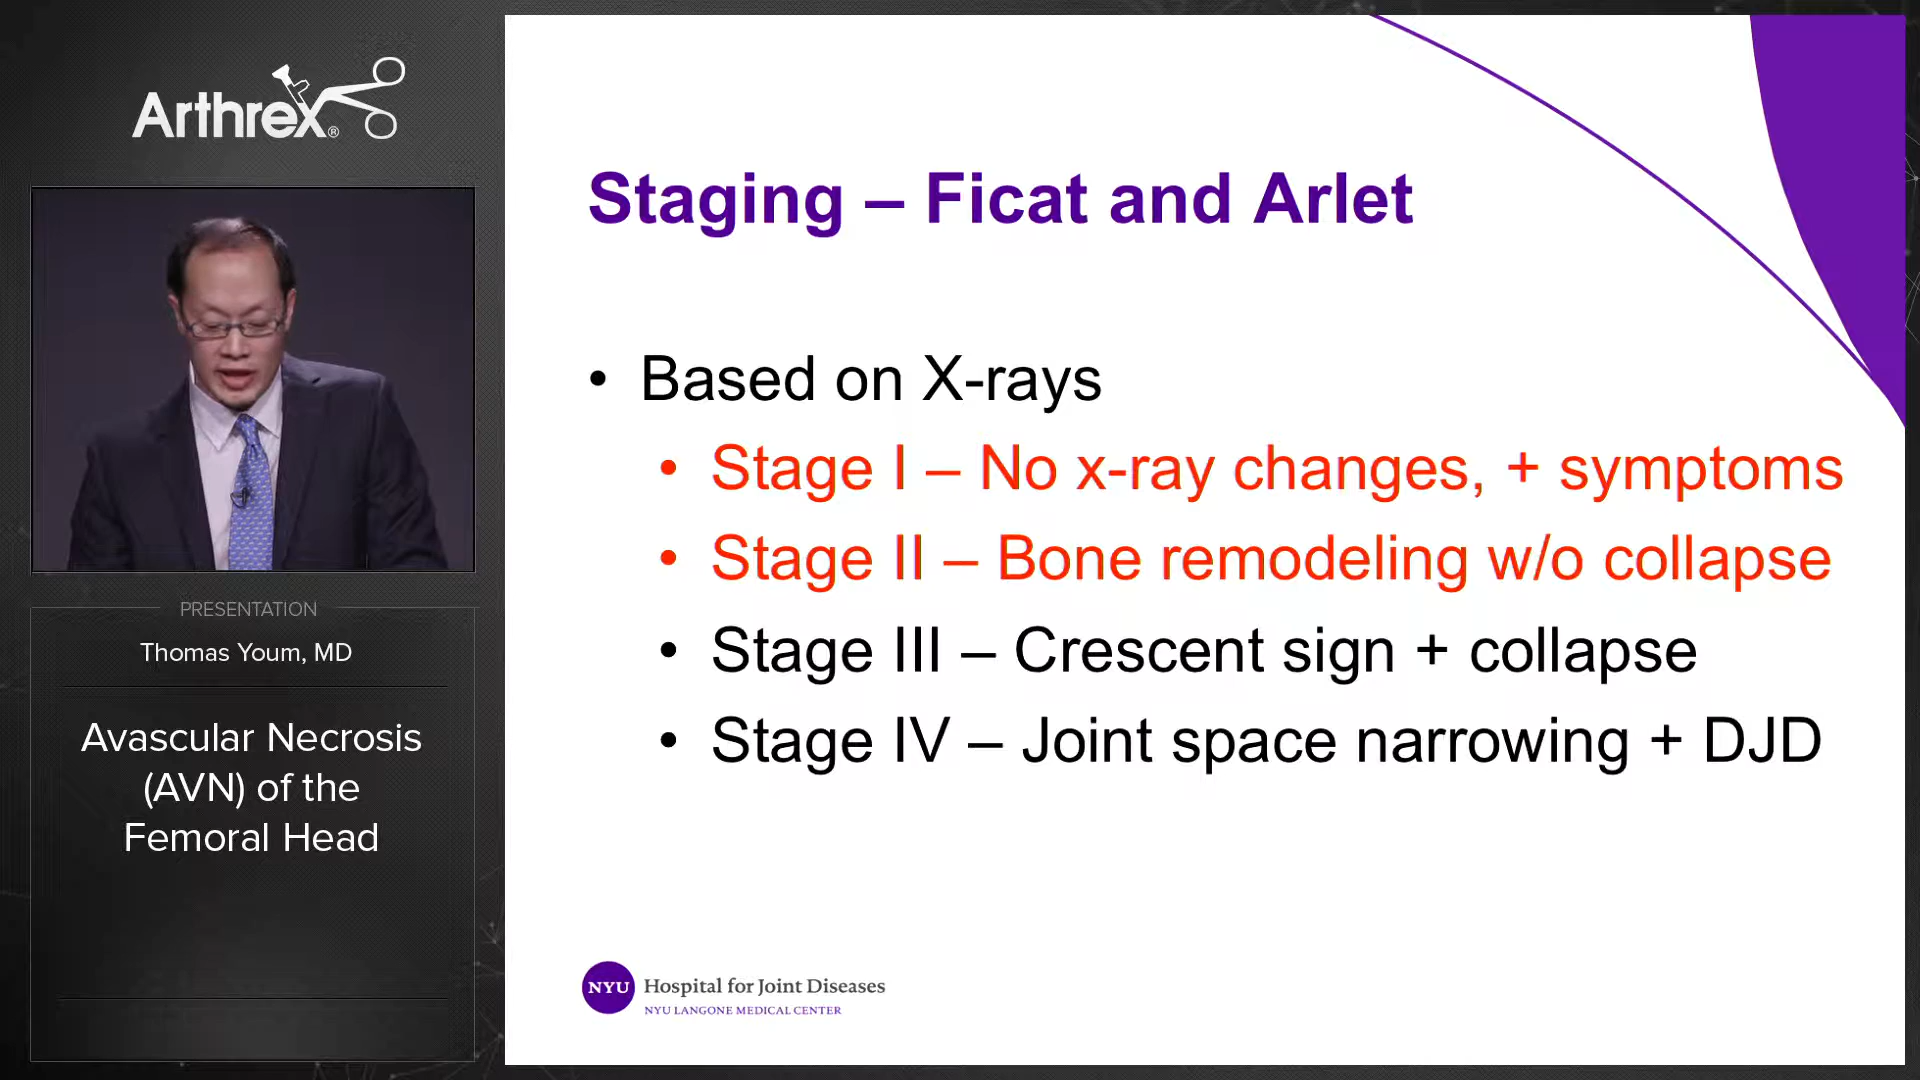 Arthrex®
PRESENTATION
Thomas Youm, MD
Avascular Necrosis
(AVN) of the
Femoral Head
Staging – Ficat and Arlet
• Based on X-rays
• Stage I – No x-ray changes, + symptoms
• Stage II – Bone remodeling w/o collapse
• Stage III – Crescent sign + collapse
• Stage IV – Joint space narrowing + DJD
NYU
Hospital for Joint Diseases
NYU LANGONE MEDICAL CENTER